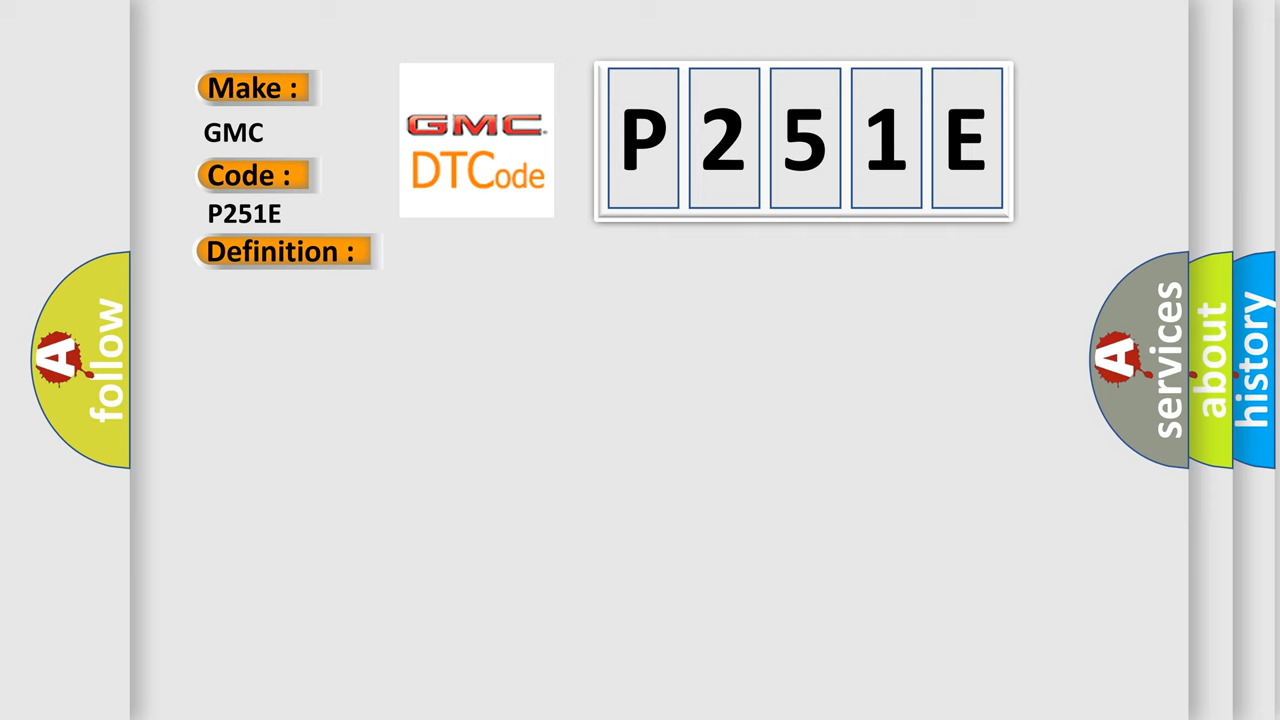 Make :
GMC
Code :
P251E
Definition :
GMC
DTCode
P 2 5 1 E
A follow
A services
about
history